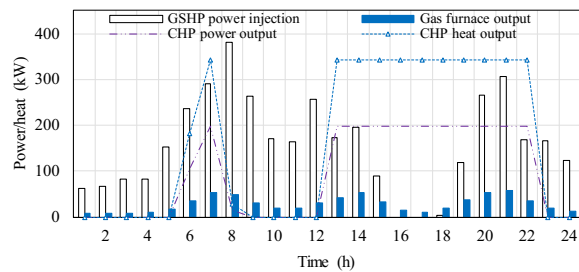 GSHP power injection Gas furnace output
CHP power output CHP heat output
Power/heat (kW)
400
300
200
100
0
2 4 6 8 10 12 14 16 18 20 22 24
Time (h)